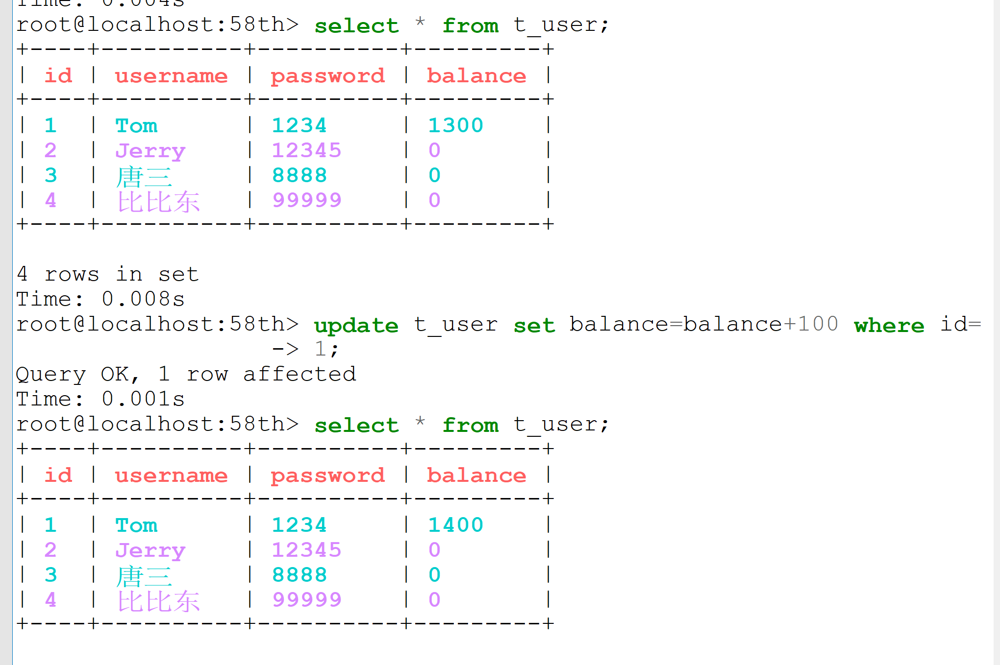 Time: 0.004s
root@localhost:58th> select * from t_user;
+----+----------+----------+---------+
| id | username | password | balance |
+----+----------+----------+---------+
| 1  | Tom      | 1234     | 1300    |
| 2  | Jerry    | 12345    | 0       |
| 3  | 唐三     | 8888     | 0       |
| 4  | 比比东   | 99999    | 0       |
+----+----------+----------+---------+
4 rows in set
Time: 0.008s
root@localhost:58th> update t_user set balance=balance+100 where id=
                  -> 1;
Query OK, 1 row affected
Time: 0.001s
root@localhost:58th> select * from t_user;
+----+----------+----------+---------+
| id | username | password | balance |
+----+----------+----------+---------+
| 1  | Tom      | 1234     | 1400    |
| 2  | Jerry    | 12345    | 0       |
| 3  | 唐三     | 8888     | 0       |
| 4  | 比比东   | 99999    | 0       |
+----+----------+----------+---------+